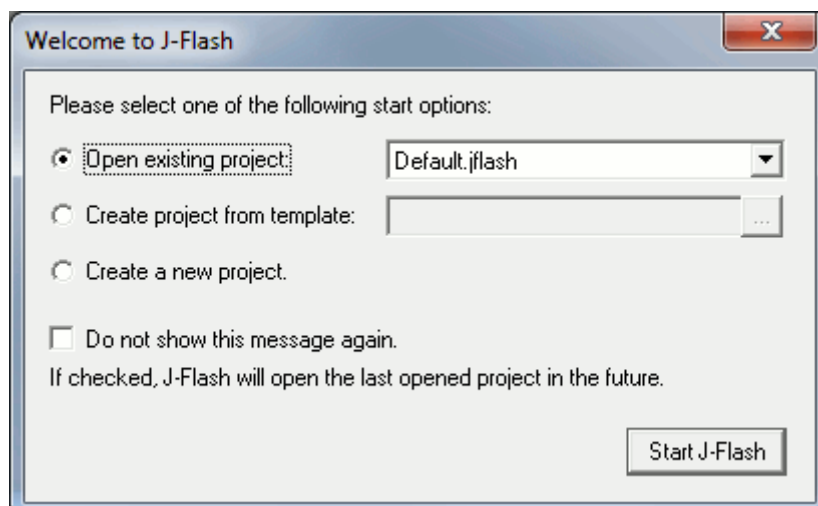 Welcome to J-Flash
Please select one of the following start options:
Open existing project: Default.jflash
Create project from template: ...
Create a new project.
Do not show this message again.
If checked, J-Flash will open the last opened project in the future.
Start J-Flash